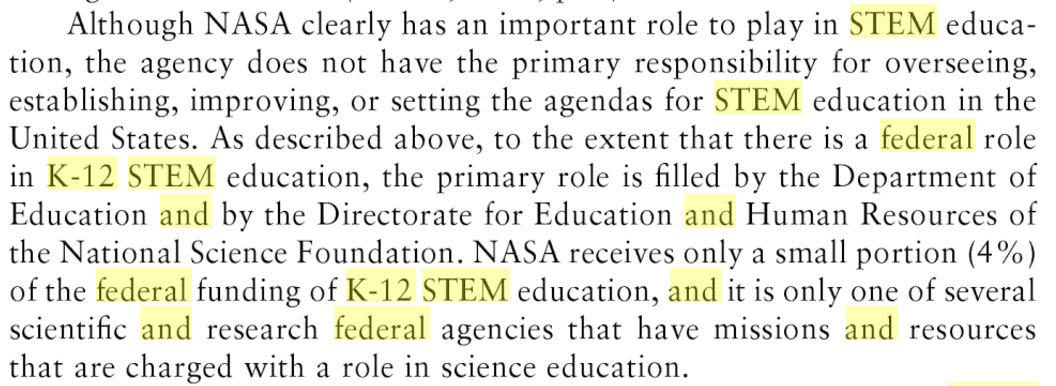 Although NASA clearly has an important role to play in STEM educa-
tion, the agency does not have the primary responsibility for overseeing,
establishing, improving, or setting the agendas for STEM education in the
United States. As described above, to the extent that there is a federal role
in K-12 STEM education, the primary role is filled by the Department of
Education and by the Directorate for Education and Human Resources of
the National Science Foundation. NASA receives only a small portion (4%)
of the federal funding of K-12 STEM education, and it is only one of several
scientific and research federal agencies that have missions and resources
that are charged with a role in science education.